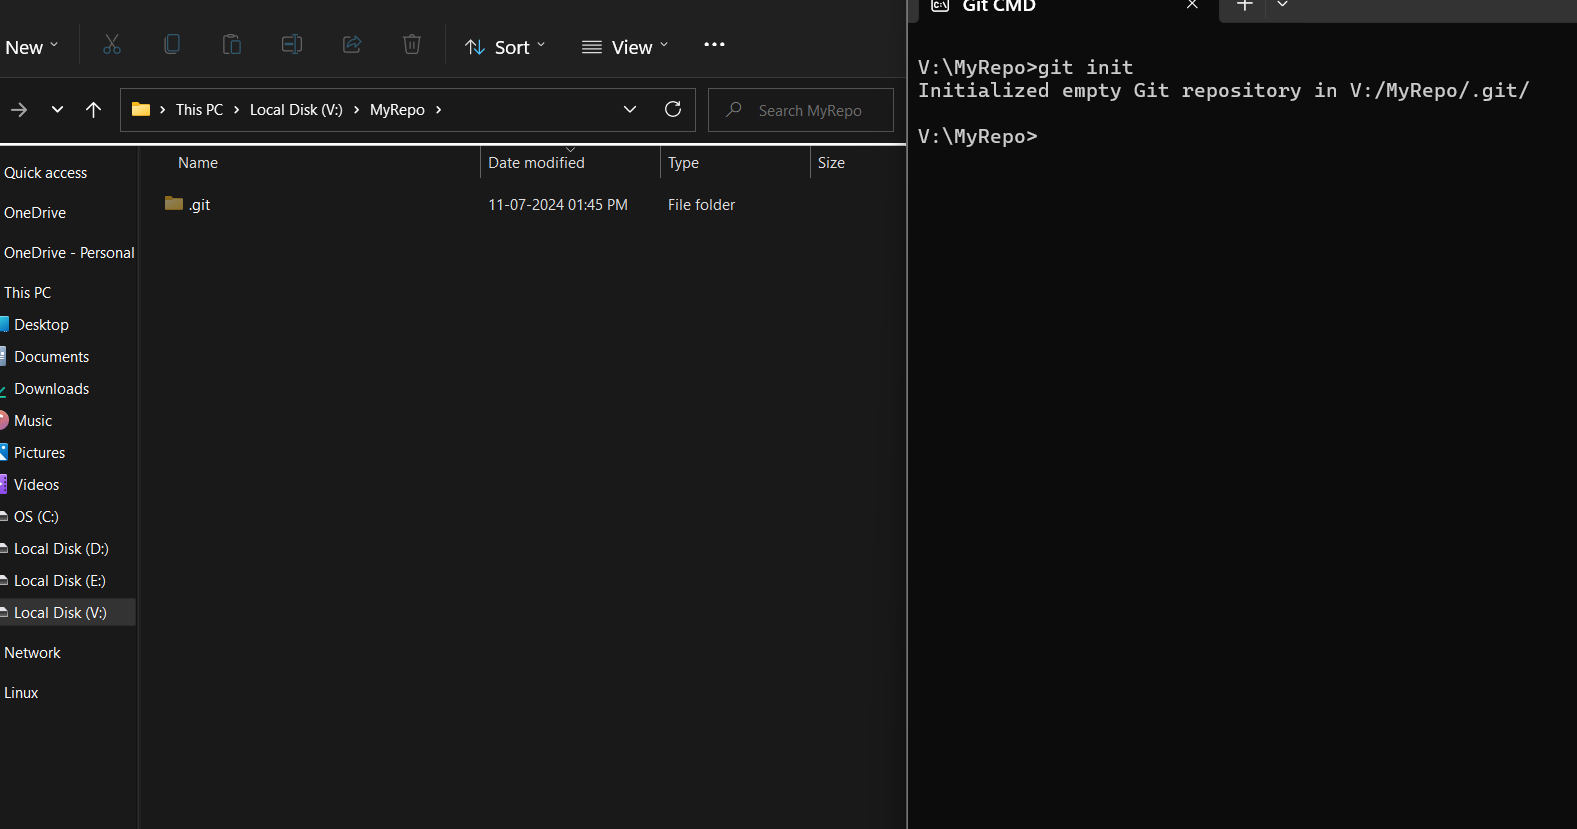 New
Sort
View
This PC > Local Disk (V:) > MyRepo >
Search MyRepo
Name Date modified Type Size
.git 11-07-2024 01:45 PM File folder
Quick access
OneDrive
OneDrive - Personal
This PC
Desktop
Documents
Downloads
Music
Pictures
Videos
OS (C:)
Local Disk (D:)
Local Disk (E:)
Local Disk (V:)
Network
Linux
Git CMD
V:\MyRepo>git init
Initialized empty Git repository in V:/MyRepo/.git/
V:\MyRepo>